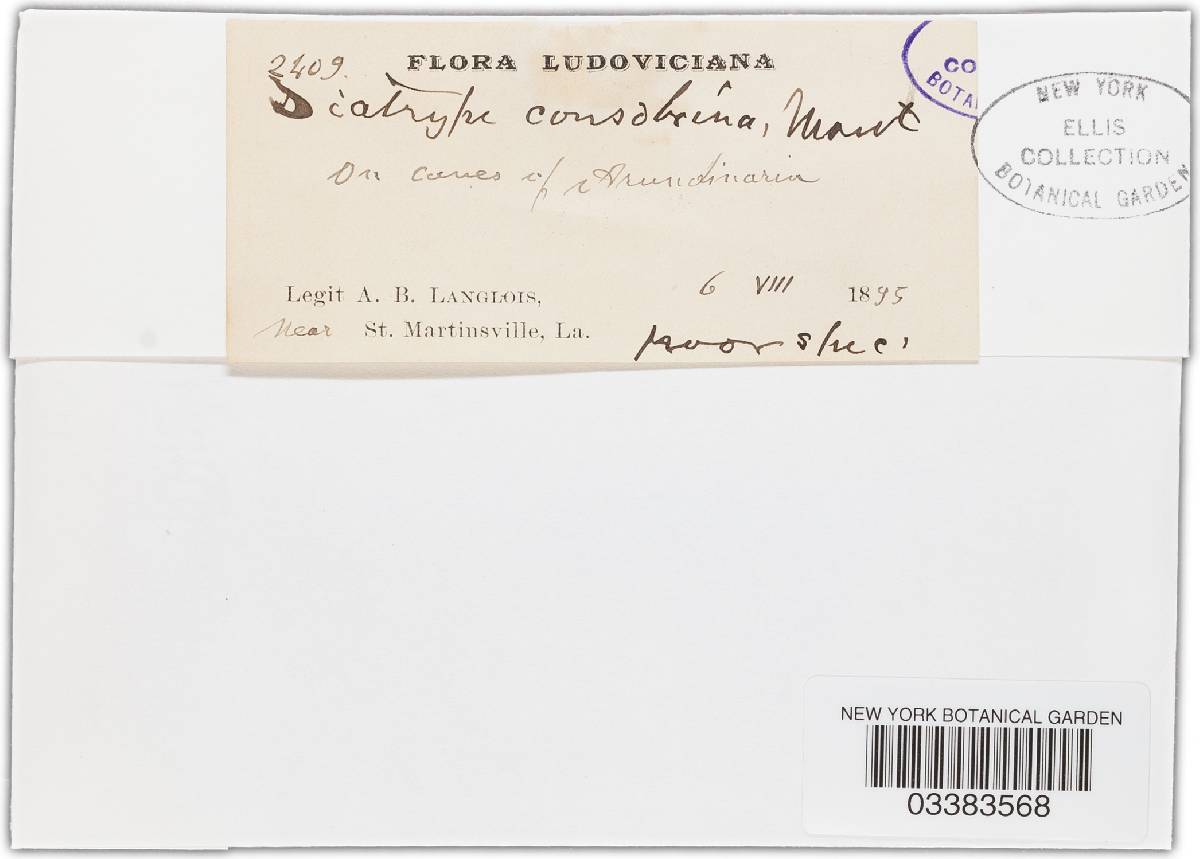 2409. FLORA LUDOVICIANA
Diatrype consobrina, Mont
On canes of Arundinaria
Legit A. B. LANGLOIS, 6 VIII 1895
Near St. Martinsville, La. poor spec.
CO
BOTA
NEW YORK
ELLIS
COLLECTION
BOTANICAL GARDEN
NEW YORK BOTANICAL GARDEN
03383568